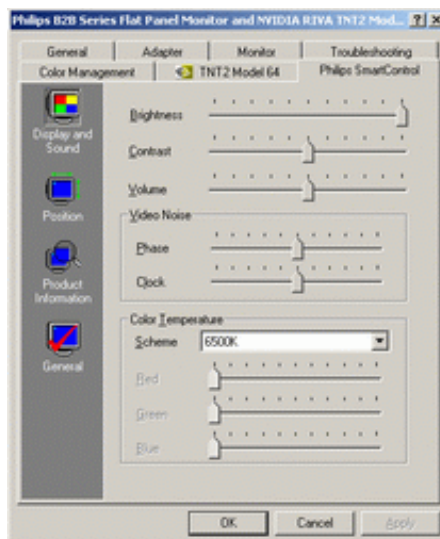 Philips B2B Series Flat Panel Monitor and NVIDIA RIVA TNT2 Mod...
General Adapter Monitor Troubleshooting
Color Management TNT2 Model 64 Philips SmartControl
Display and
Sound
Position
Product
Information
General
Brightness
Contrast
Volume
Video Noise
Phase
Clock
Color Temperature
Scheme 6500K
Red
Green
Blue
OK Cancel Apply